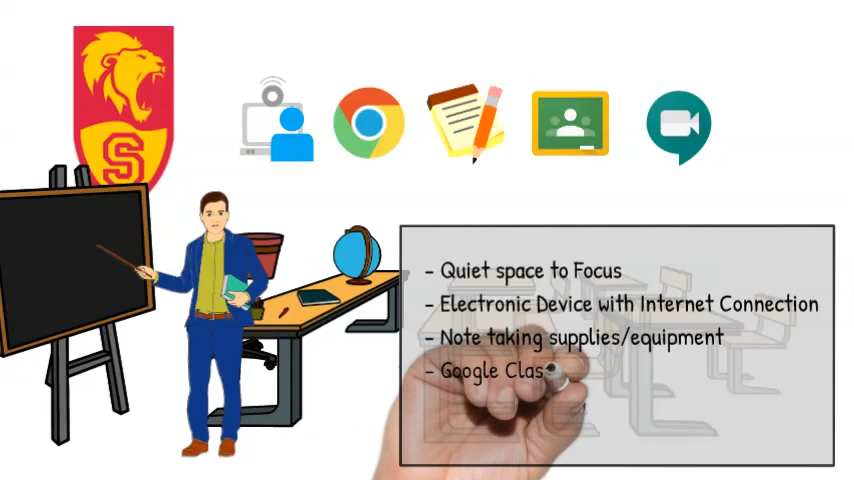 S
- Quiet space to Focus
- Electronic Device with Internet Connection
- Note taking supplies/equipment
- Google Clas